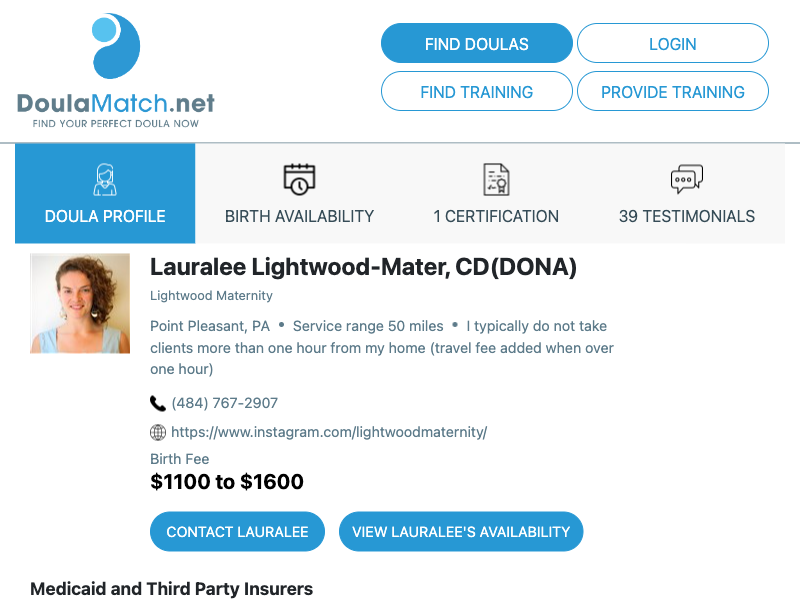 DoulaMatch.net
FIND YOUR PERFECT DOULA NOW
FIND DOULAS
LOGIN
FIND TRAINING
PROVIDE TRAINING
DOULA PROFILE
BIRTH AVAILABILITY
1 CERTIFICATION
39 TESTIMONIALS
Lauralee Lightwood-Mater, CD(DONA)
Lightwood Maternity
Point Pleasant, PA • Service range 50 miles • I typically do not take
clients more than one hour from my home (travel fee added when over
one hour)
(484) 767-2907
https://www.instagram.com/lightwoodmaternity/
Birth Fee
$1100 to $1600
CONTACT LAURALEE
VIEW LAURALEE'S AVAILABILITY
Medicaid and Third Party Insurers